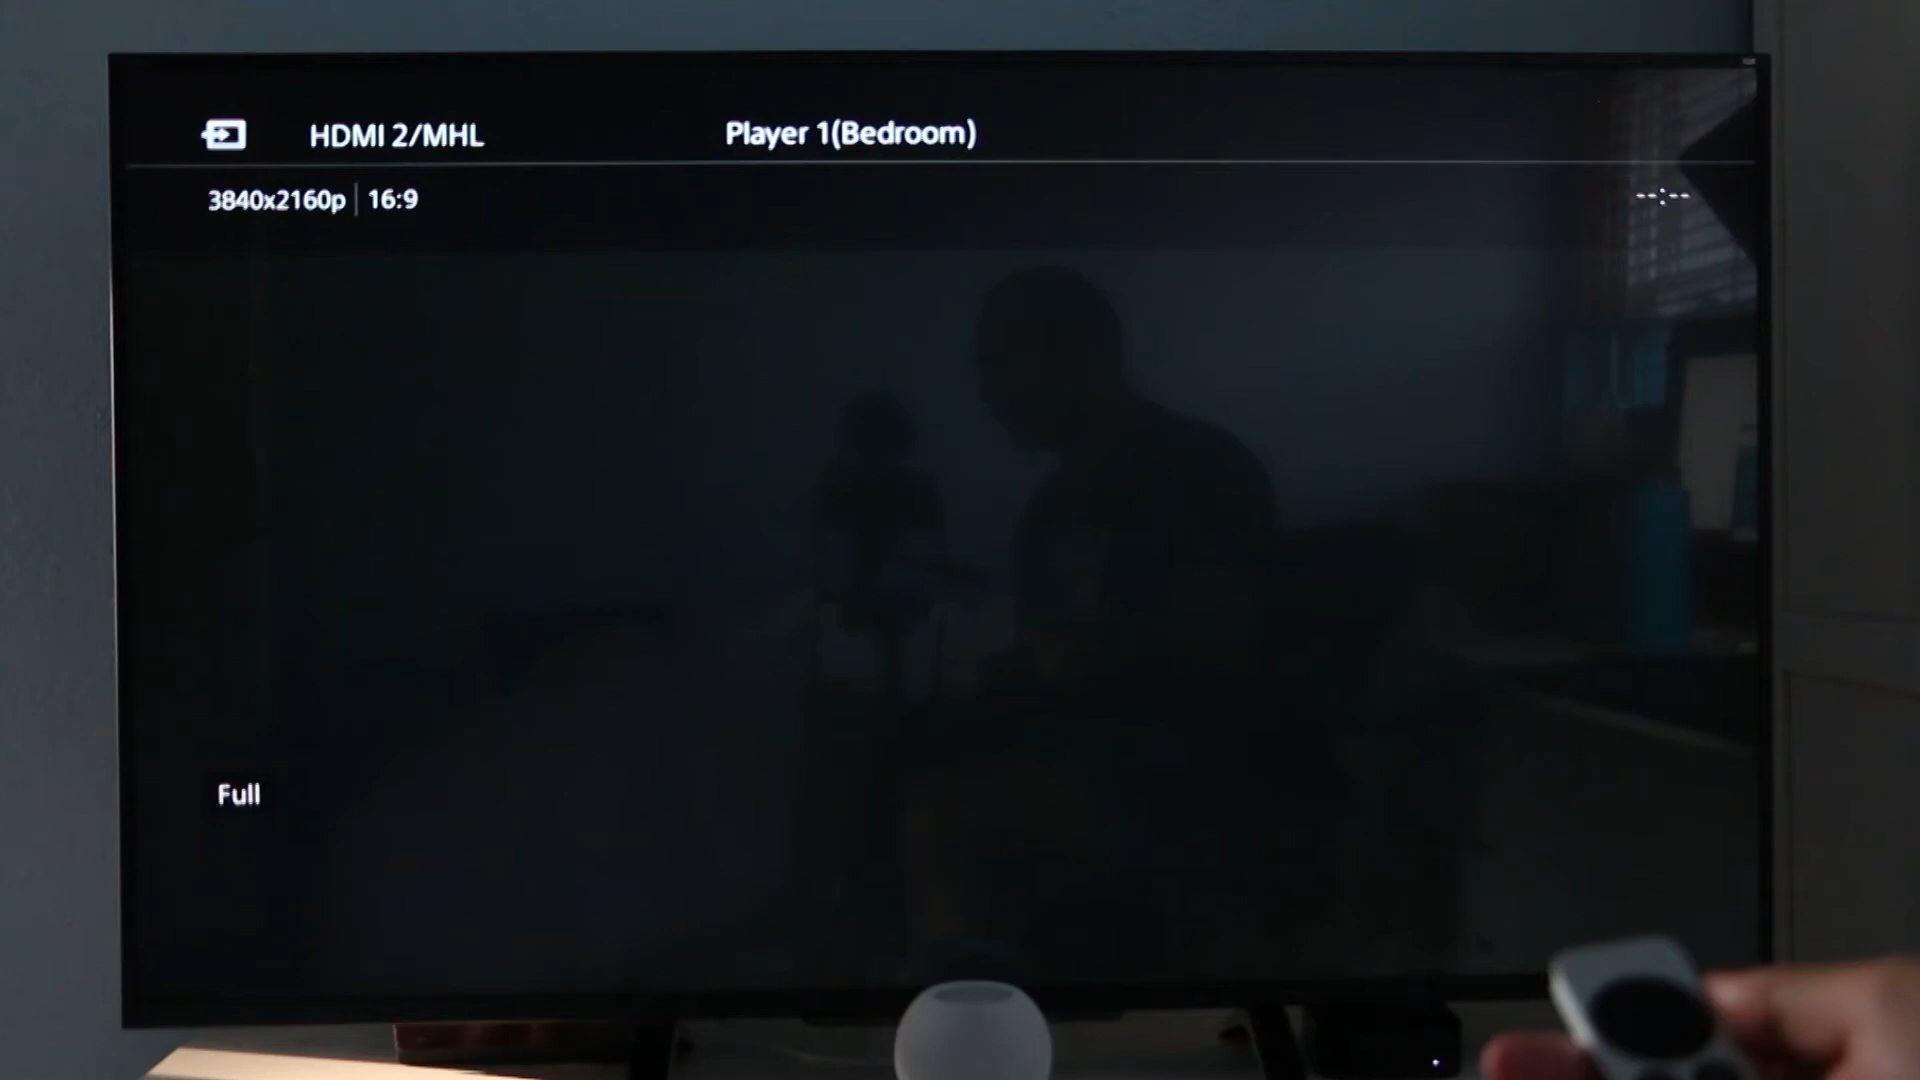 HDMI 2/MHL Player 1(Bedroom)
3840x2160p | 16:9 --:--
Full